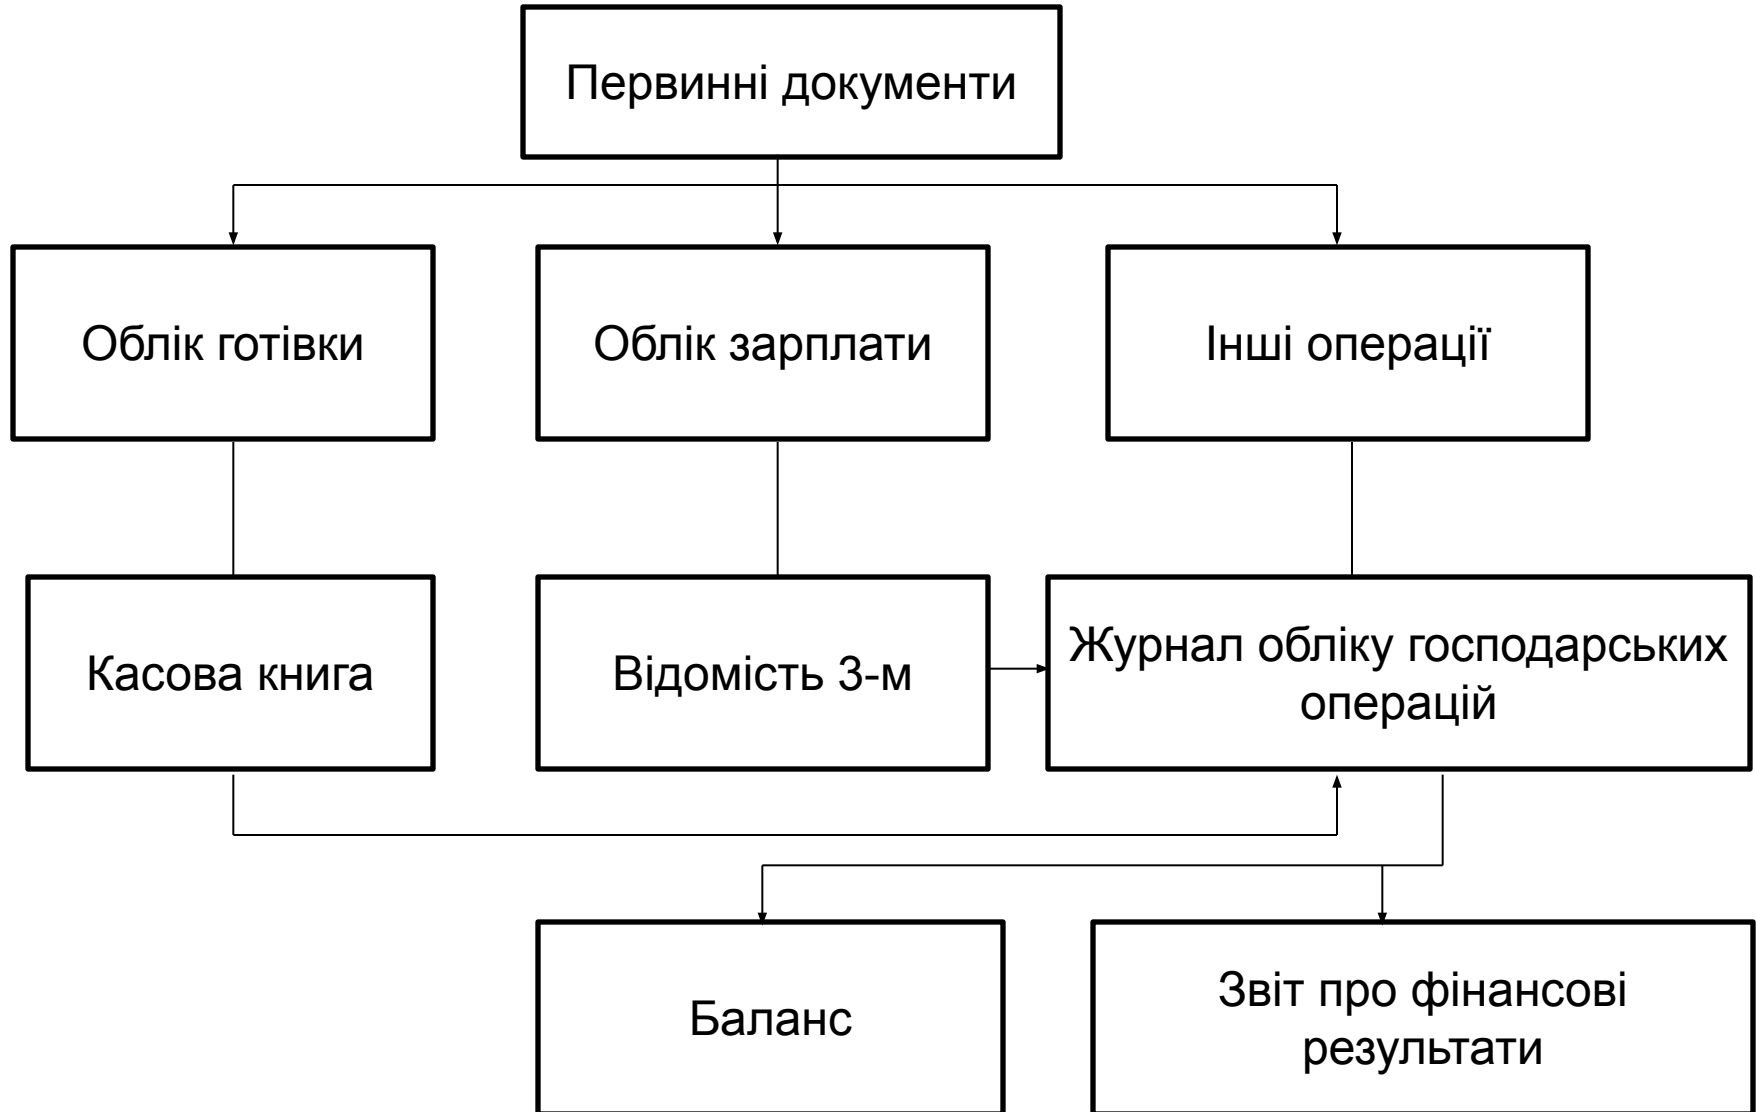 Первинні документи
Облік готівки
Облік зарплати
Інші операції
Касова книга
Відомість 3-м
Журнал обліку господарських
операцій
Баланс
Звіт про фінансові
результати